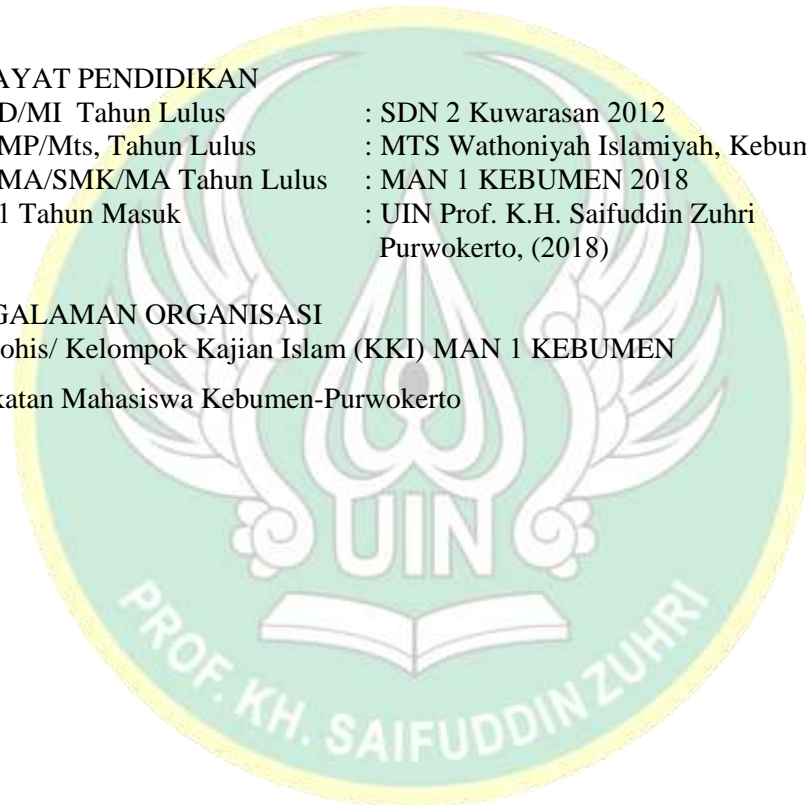 AYAT PENDIDIKAN
D/MI Tahun Lulus : SDN 2 Kuwarasan 2012
MP/Mts, Tahun Lulus : MTS Wathoniyah Islamiyah, Kebum
MA/SMK/MA Tahun Lulus : MAN 1 KEBUMEN 2018
1 Tahun Masuk : UIN Prof. K.H. Saifuddin Zuhri
Purwokerto, (2018)
GALAMAN ORGANISASI
ohis/ Kelompok Kajian Islam (KKI) MAN 1 KEBUMEN
katan Mahasiswa Kebumen-Purwokerto
UIN
PROF. KH. SAIFUDDIN ZUHRI